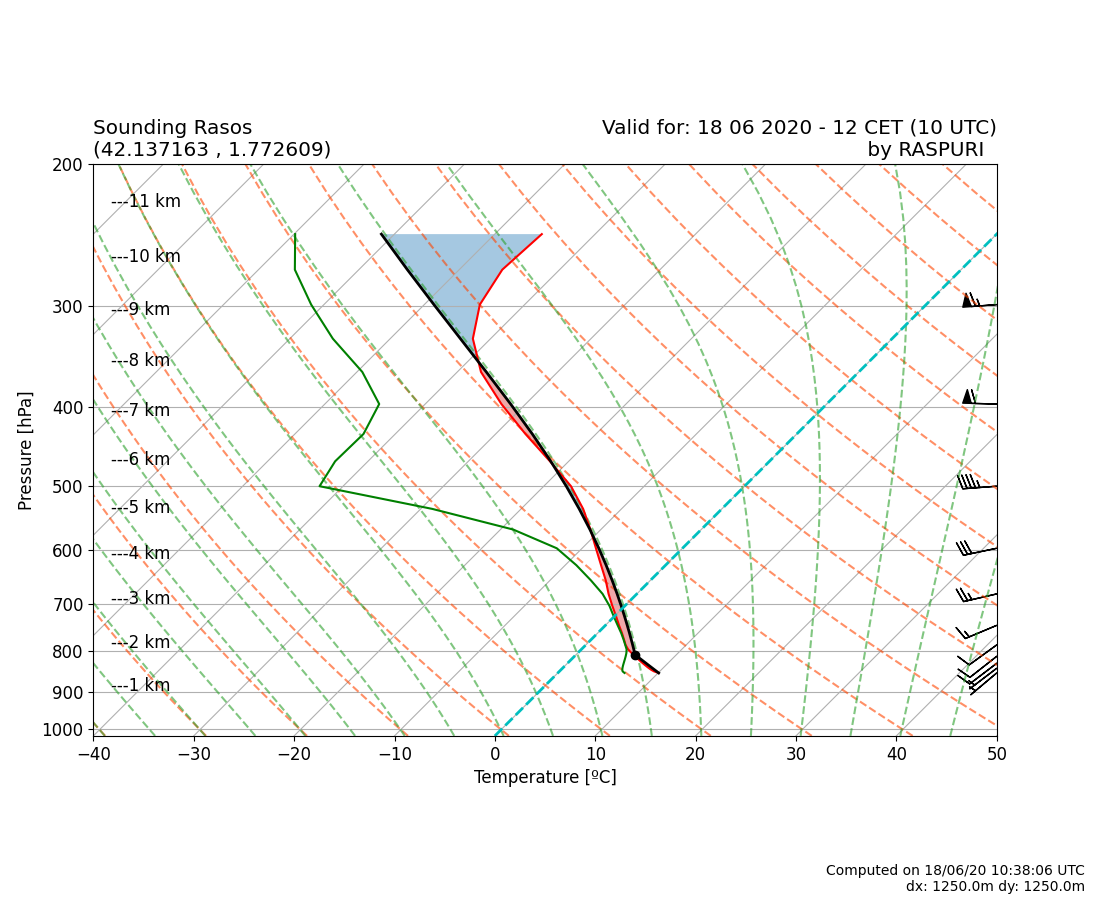 Sounding Rasos
(42.137163 , 1.772609)
Valid for: 18 06 2020 - 12 CET (10 UTC)
by RASPURI
200
300
400
500
600
700
800
900
1000
Pressure [hPa]
---11 km
---10 km
---9 km
---8 km
---7 km
---6 km
---5 km
---4 km
---3 km
---2 km
---1 km
−40 −30 −20 −10 0 10 20 30 40 50
Temperature [ºC]
Computed on 18/06/20 10:38:06 UTC
dx: 1250.0m dy: 1250.0m